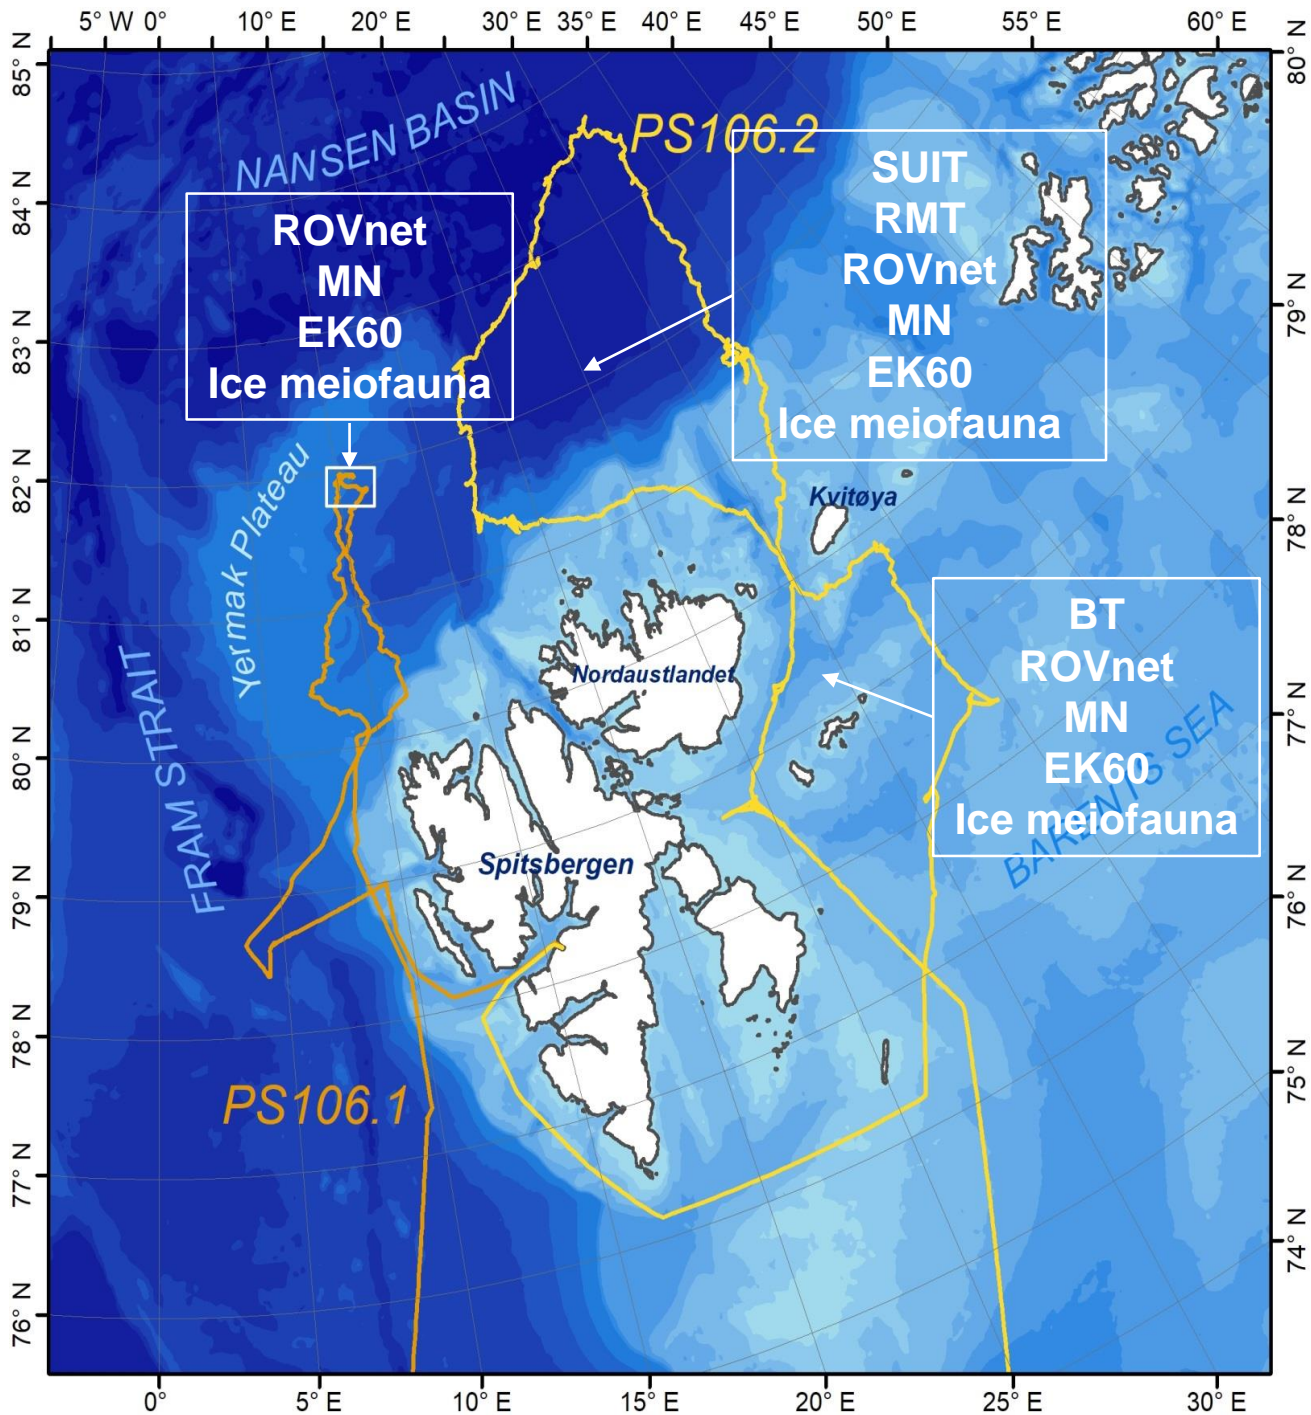 5° W 0° 10° E 20° E 30° E 35° E 40° E 45° E 50° E 55° E 60° E
85° N
84° N
83° N
82° N
81° N
80° N
79° N
78° N
77° N
76° N
80° N
79° N
78° N
77° N
76° N
75° N
74° N
NANSEN BASIN
PS106.2
ROVnet
MN
EK60
Ice meiofauna
SUIT
RMT
ROVnet
MN
EK60
Ice meiofauna
Yermak Plateau
Kvitøya
FRAM STRAIT
Nordaustlandet
BT
ROVnet
MN
EK60
Ice meiofauna
BARENTS SEA
Spitsbergen
PS106.1
0° 5° E 10° E 15° E 20° E 25° E 30° E